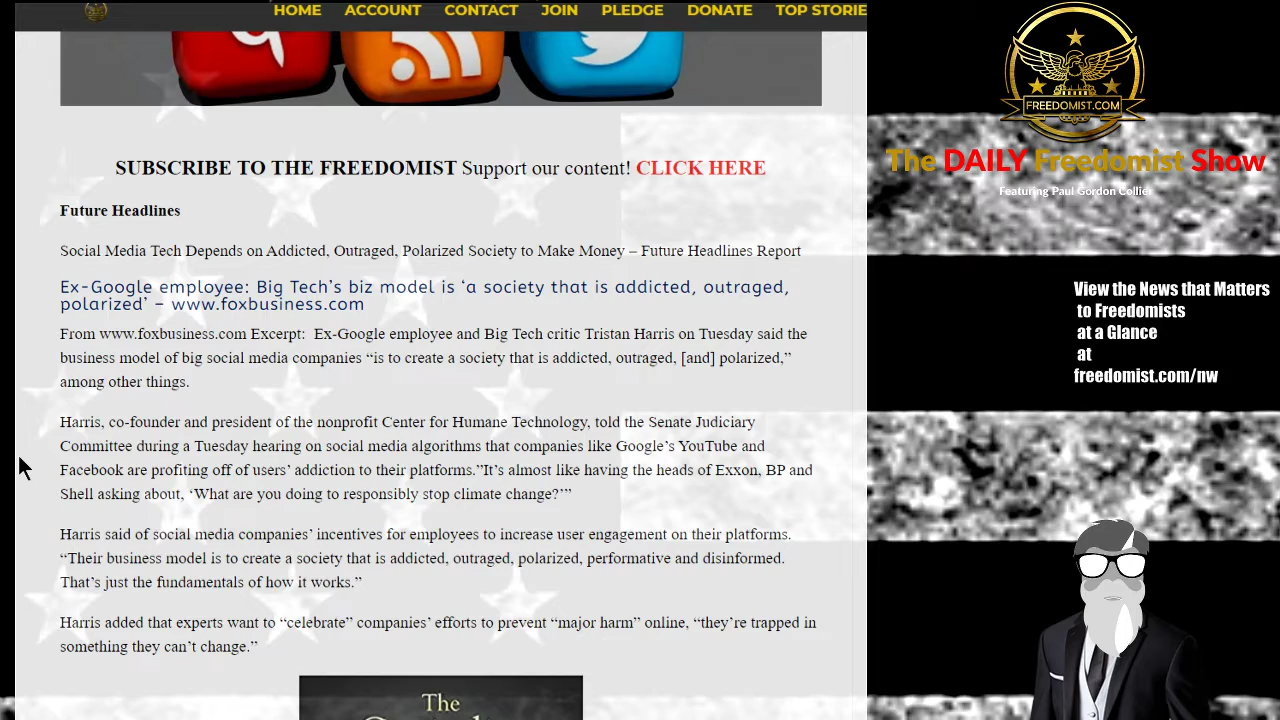 HOME ACCOUNT CONTACT JOIN PLEDGE DONATE TOP STORIE
FREEDOMIST.COM
The DAILY Freedomist Show
Featuring Paul Gordon Collie
SUBSCRIBE TO THE FREEDOMIST Support our content! CLICK HERE
Future Headlines
Social Media Tech Depends on Addicted, Outraged, Polarized Society to Make Money – Future Headlines Report
Ex-Google employee: Big Tech’s biz model is ‘a society that is addicted, outraged,
polarized’ – www.foxbusiness.com
From www.foxbusiness.com Excerpt:  Ex-Google employee and Big Tech critic Tristan Harris on Tuesday said the
business model of big social media companies “is to create a society that is addicted, outraged, [and] polarized,”
among other things.
Harris, co-founder and president of the nonprofit Center for Humane Technology, told the Senate Judiciary
Committee during a Tuesday hearing on social media algorithms that companies like Google’s YouTube and
Facebook are profiting off of users’ addiction to their platforms.”It’s almost like having the heads of Exxon, BP and
Shell asking about, ‘What are you doing to responsibly stop climate change?’”
Harris said of social media companies’ incentives for employees to increase user engagement on their platforms.
“Their business model is to create a society that is addicted, outraged, polarized, performative and disinformed.
That’s just the fundamentals of how it works.”
Harris added that experts want to “celebrate” companies’ efforts to prevent “major harm” online, “they’re trapped in
something they can’t change.”
The
View the News that Matters
to Freedomists
at a Glance
at
freedomist.com/nw